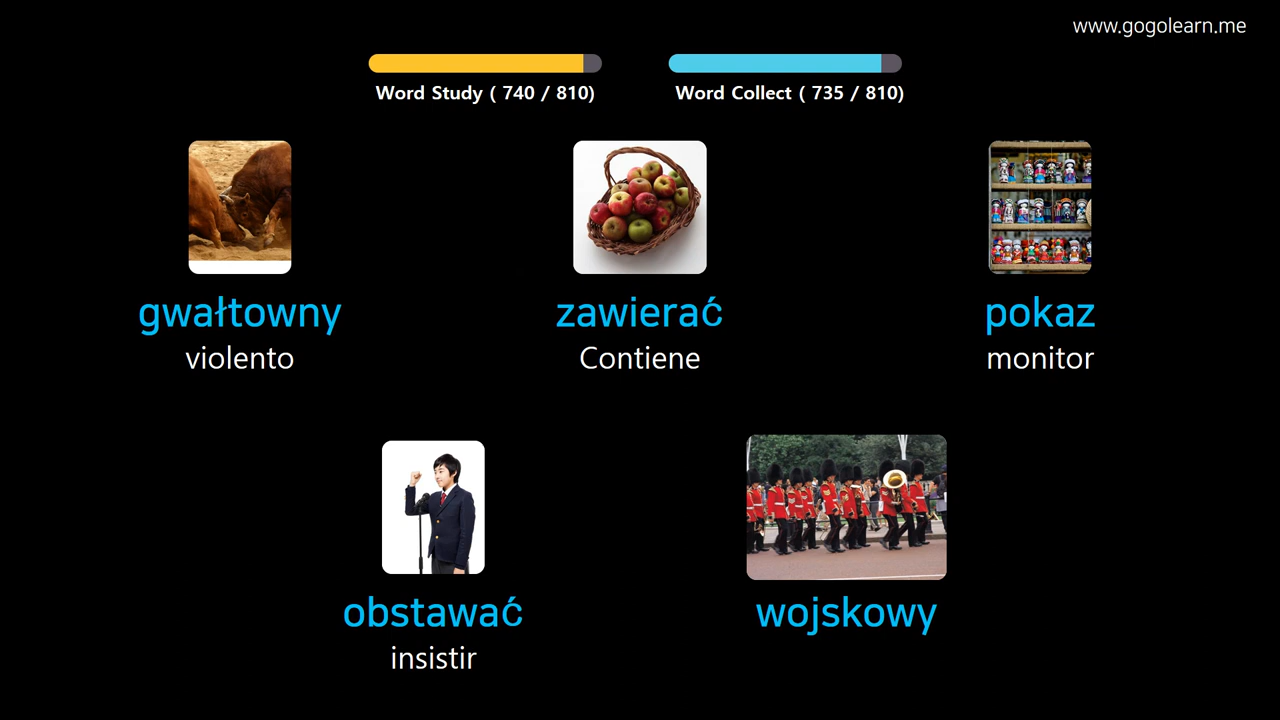 www.gogolearn.me
Word Study ( 740 / 810)
Word Collect ( 735 / 810)
gwałtowny
violento
zawierać
Contiene
pokaz
monitor
obstawać
insistir
wojskowy